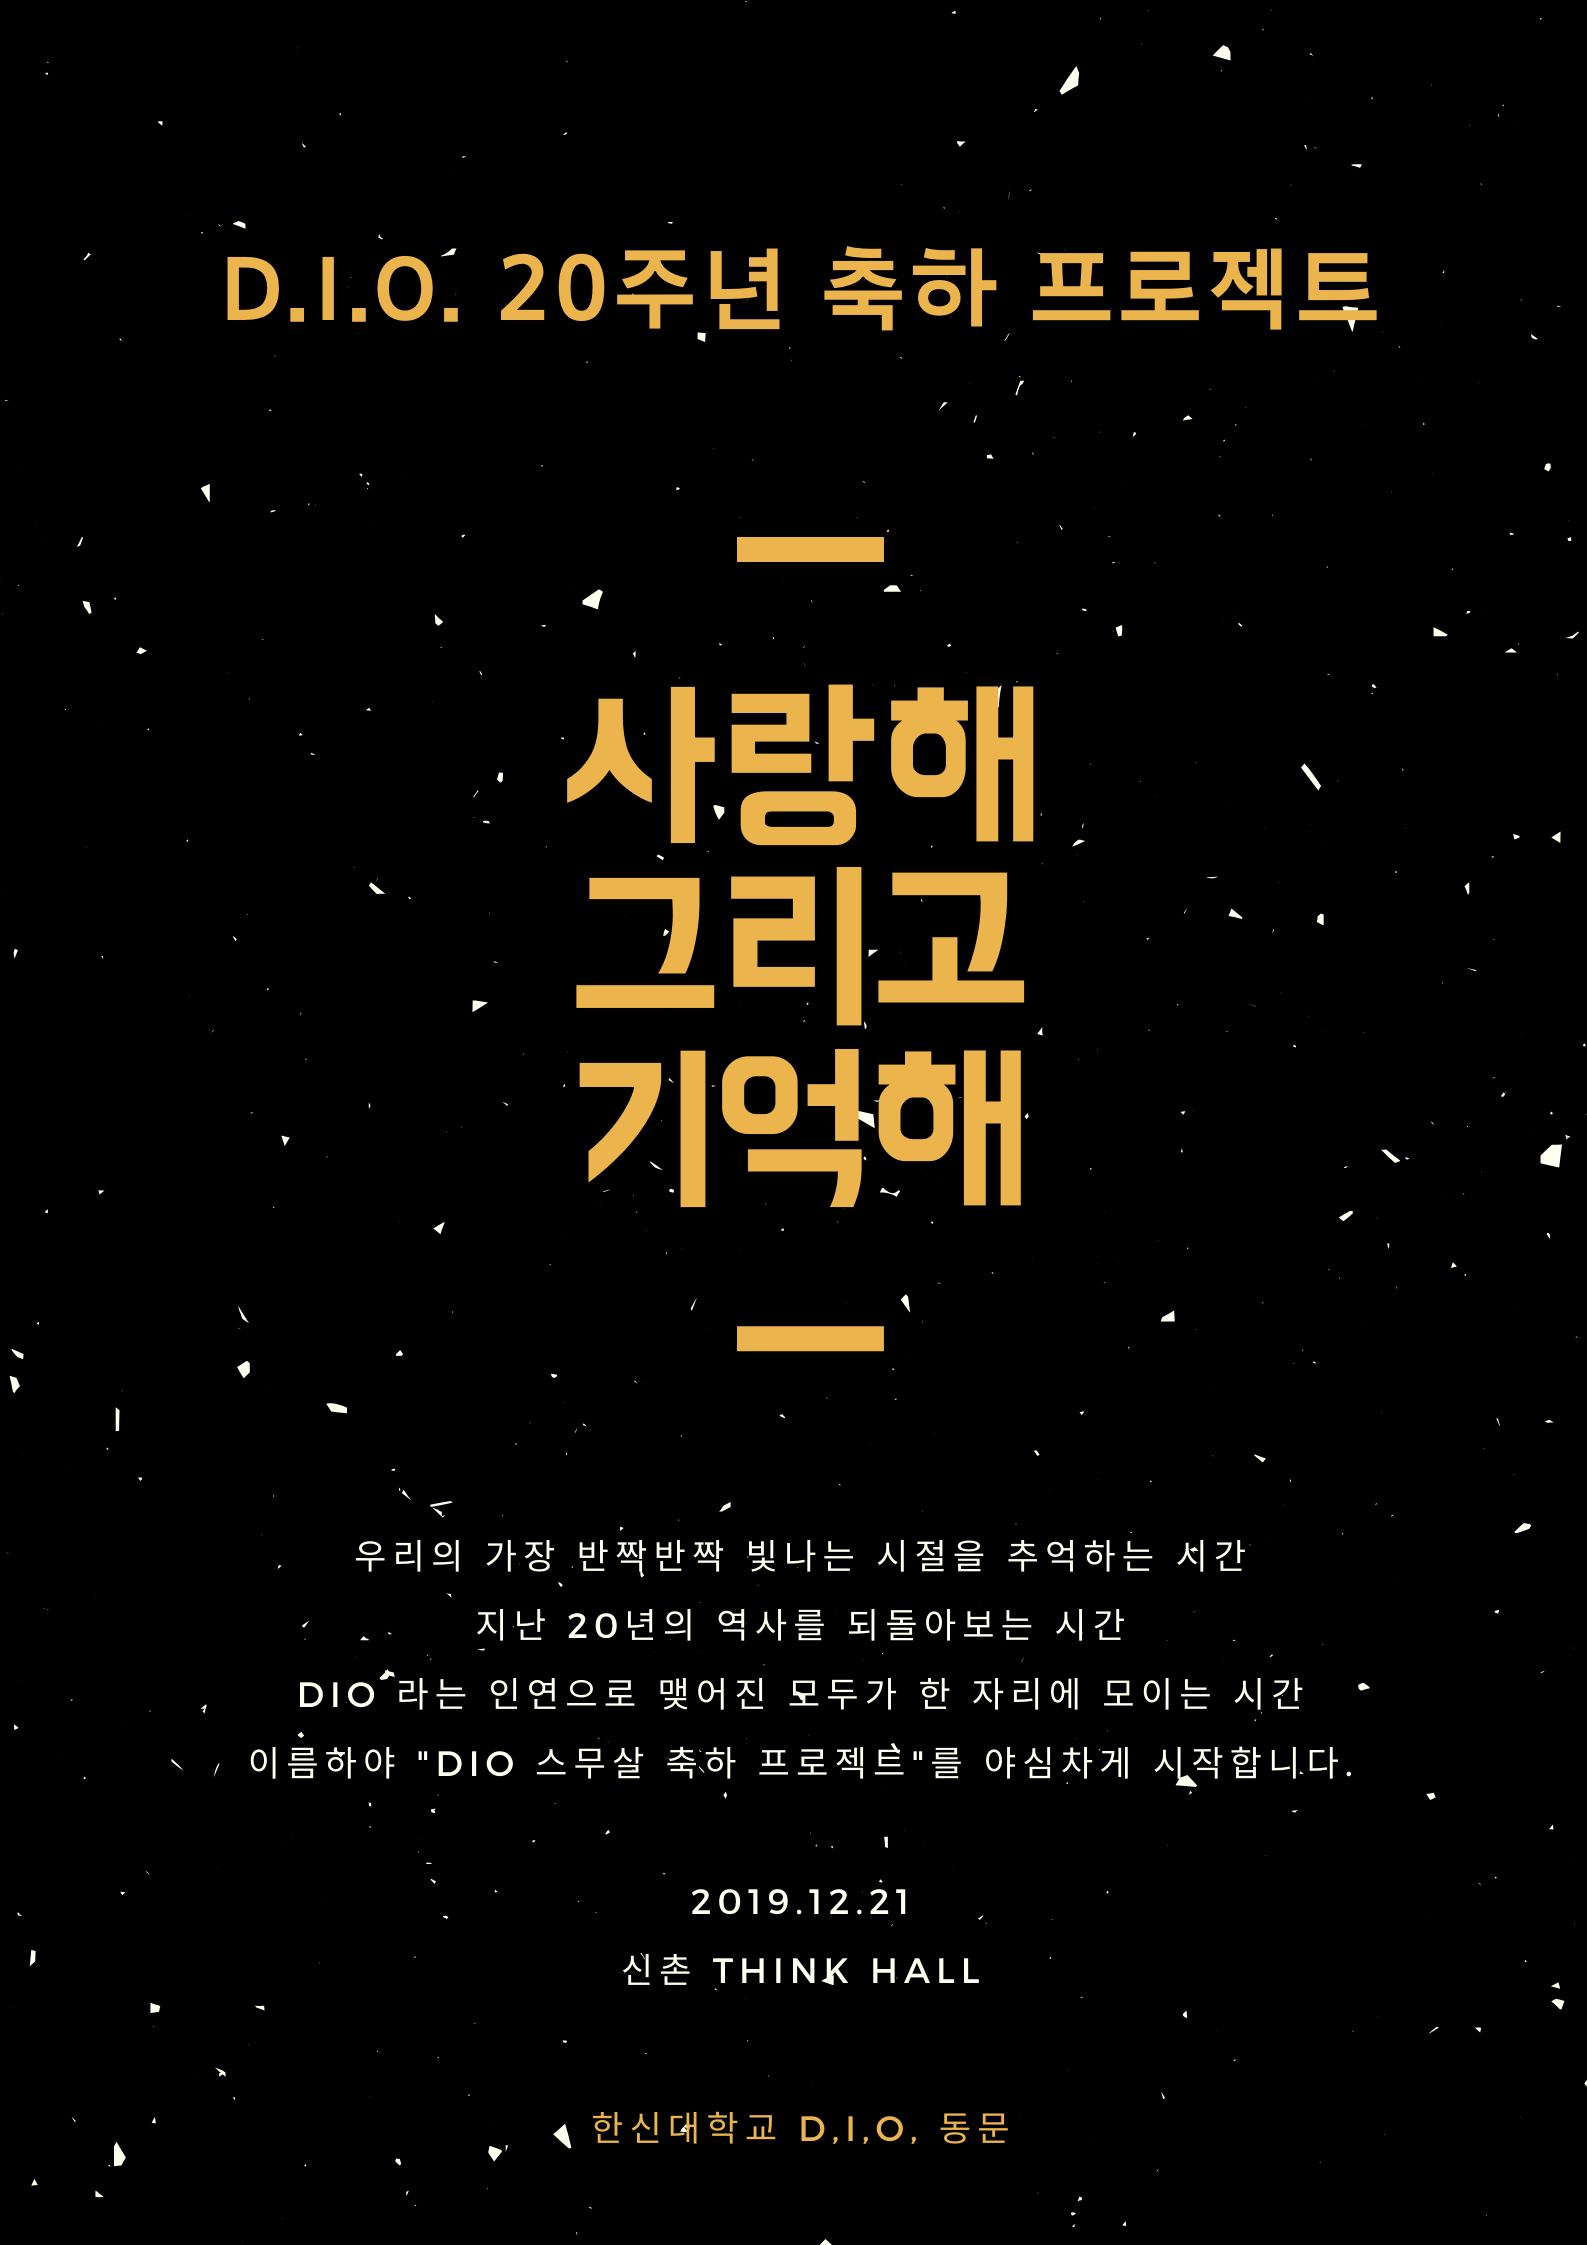 D.I.O. 20주년 축하 프로젝트
사랑해
그리고
기억해
우리의 가장 반짝반짝 빛나는 시절을 추억하는 시간
지난 20년의 역사를 되돌아보는 시간
DIO 라는 인연으로 맺어진 모두가 한 자리에 모이는 시간
이름하야 "DIO 스무살 축하 프로젝트"를 야심차게 시작합니다.
2019.12.21
신촌 THINK HALL
한신대학교 D,I,O, 동문